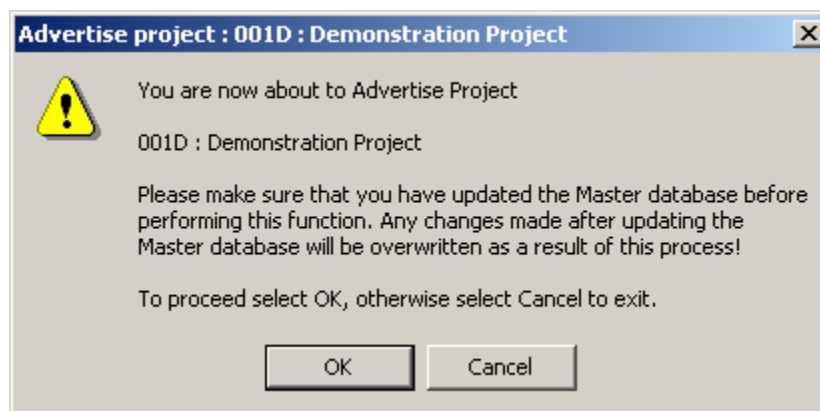 Advertise project : 001D : Demonstration Project
You are now about to Advertise Project
001D : Demonstration Project
Please make sure that you have updated the Master database before
performing this function. Any changes made after updating the
Master database will be overwritten as a result of this process!
To proceed select OK, otherwise select Cancel to exit.
OK
Cancel